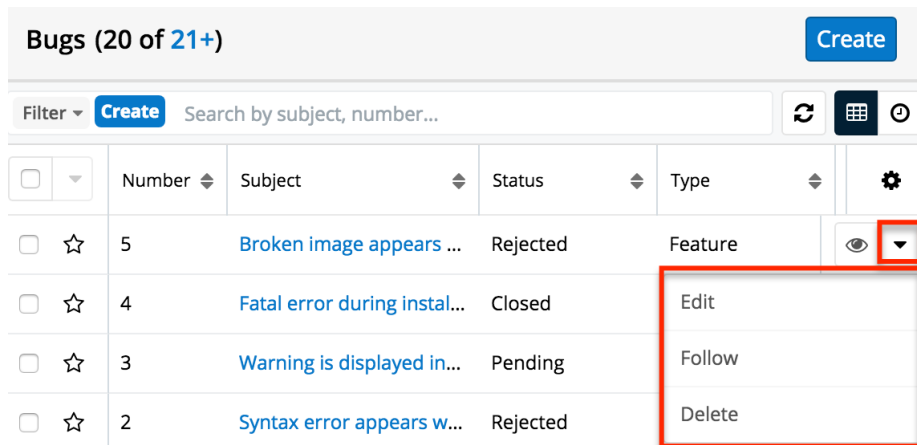 Bugs (20 of 21+)
Create
Filter Create Search by subject, number...
Number Subject Status Type
5 Broken image appears ... Rejected Feature
4 Fatal error during instal... Closed
Edit
3 Warning is displayed in... Pending
Follow
2 Syntax error appears w... Rejected
Delete